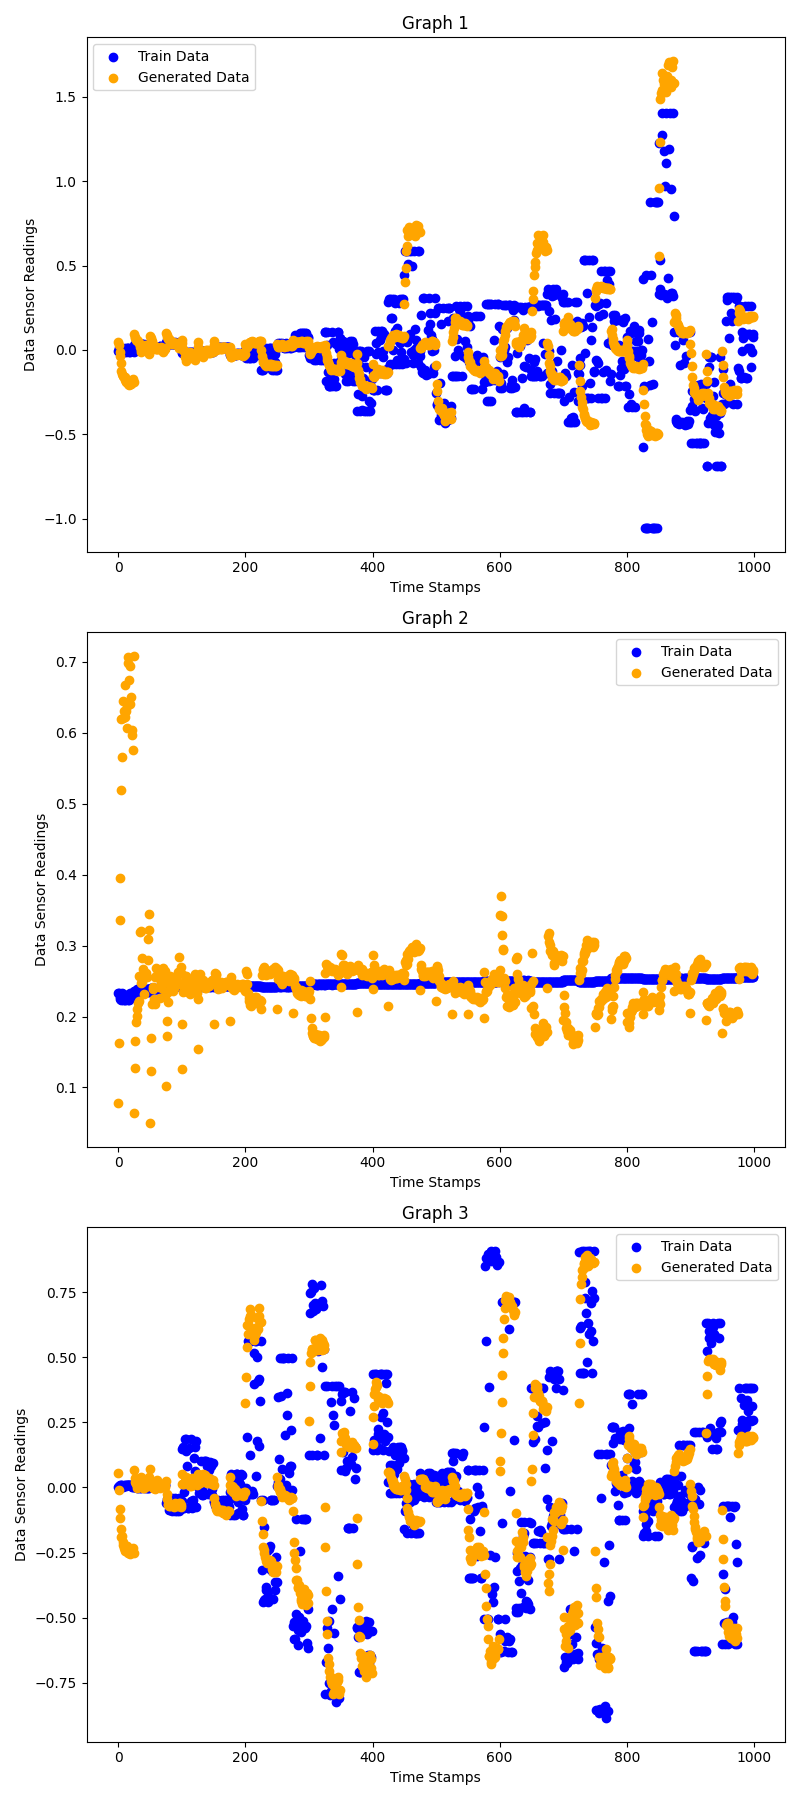 Graph 1
Train Data
Generated Data
1.5
1.0
0.5
0.0
−0.5
−1.0
Data Sensor Readings
0 200 400 600 800 1000
Time Stamps
Graph 2
Train Data
Generated Data
0.7
0.6
0.5
0.4
0.3
0.2
0.1
Data Sensor Readings
0 200 400 600 800 1000
Time Stamps
Graph 3
Train Data
Generated Data
0.75
0.50
0.25
0.00
−0.25
−0.50
−0.75
Data Sensor Readings
0 200 400 600 800 1000
Time Stamps